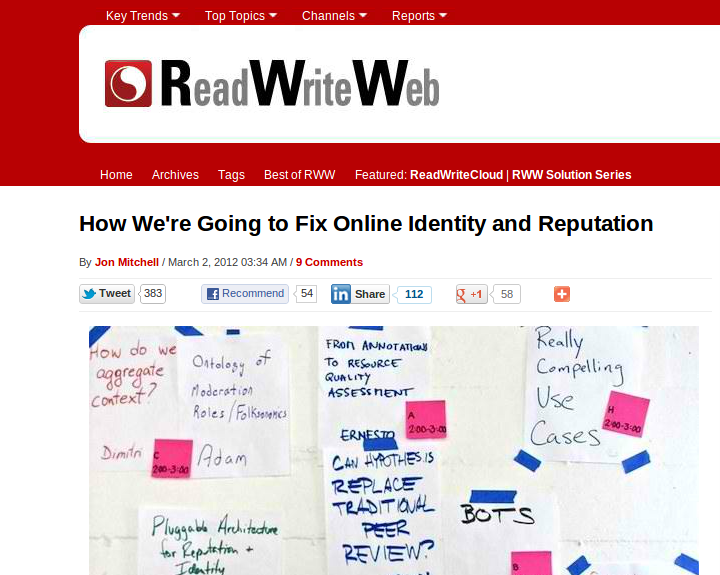 Key Trends Top Topics Channels Reports
ReadWriteWeb
Home Archives Tags Best of RWW Featured: ReadWriteCloud | RWW Solution Series
How We're Going to Fix Online Identity and Reputation
By Jon Mitchell / March 2, 2012 03:34 AM / 9 Comments
Tweet 383 Recommend 54 Share 112 +1 58
How do we
aggregate
context?
Dimitri
C
2:00-3:00
Ontology of
Moderation
Roles/Folksonomies
Adam
FROM ANNOTATIONS
TO RESOURCE
QUALITY
ASSESSMENT
ERNESTO
A
2:00-3:00
Really
Compelling
Use
Cases
H
2:00-3:00
Pluggable Architecture
for Reputation +
Identity
CAN HYPOTHES.IS
REPLACE
TRADITIONAL
PEER
REVIEW?
BOTS
B